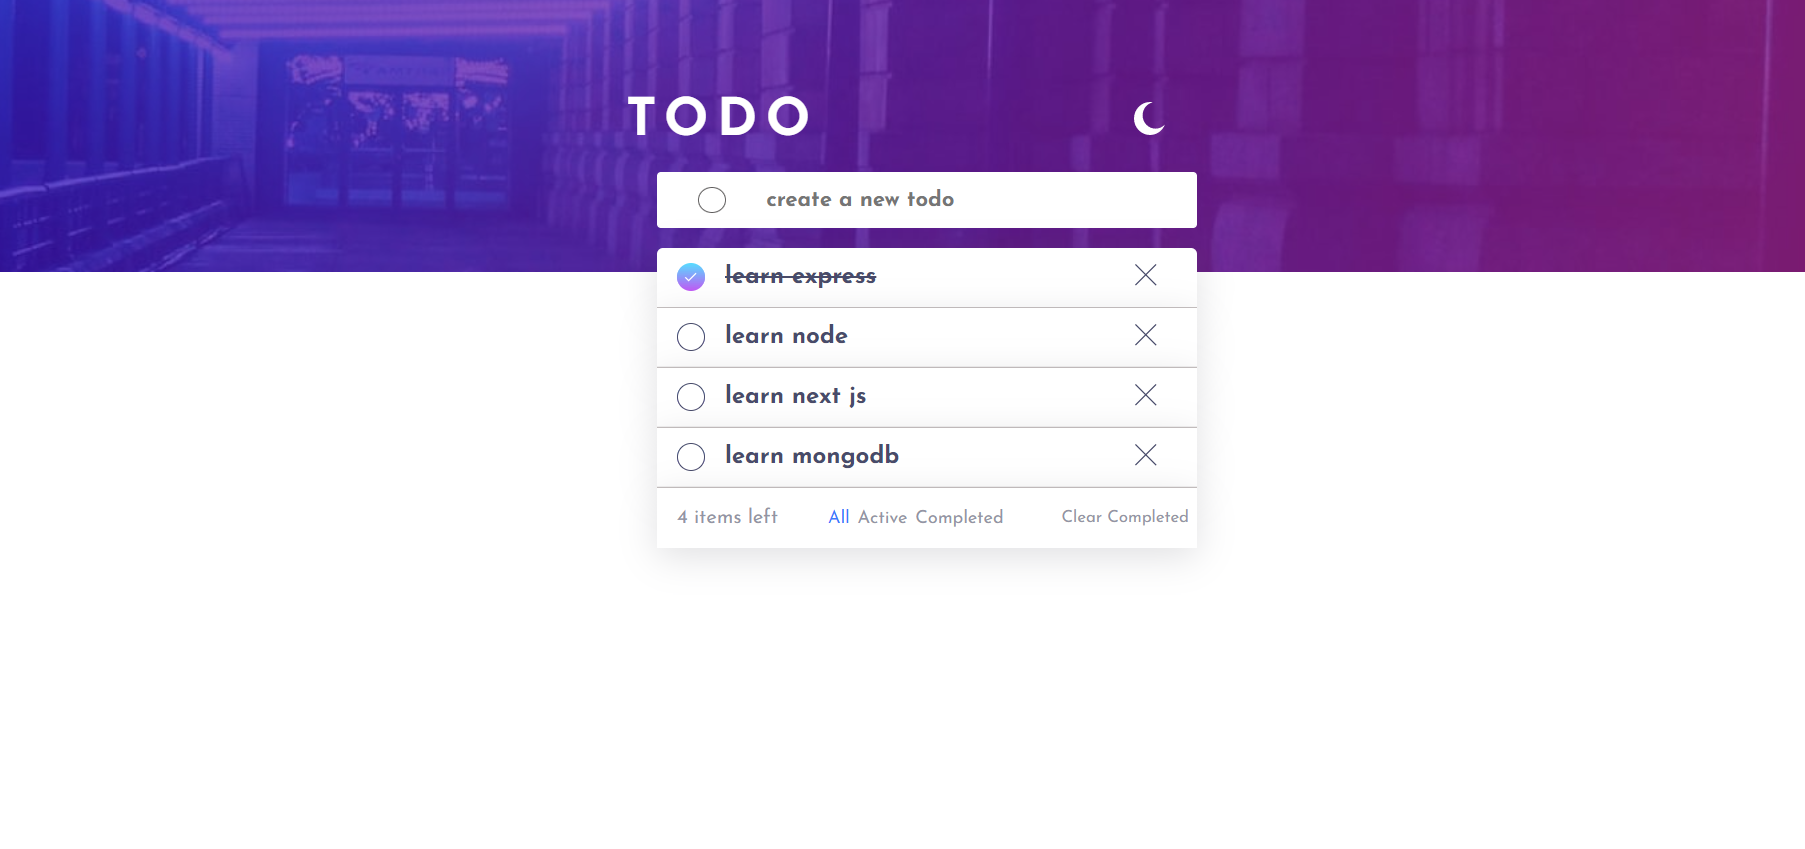 TODO
create a new todo
learn express
learn node
learn next js
learn mongodb
4 items left All Active Completed Clear Completed